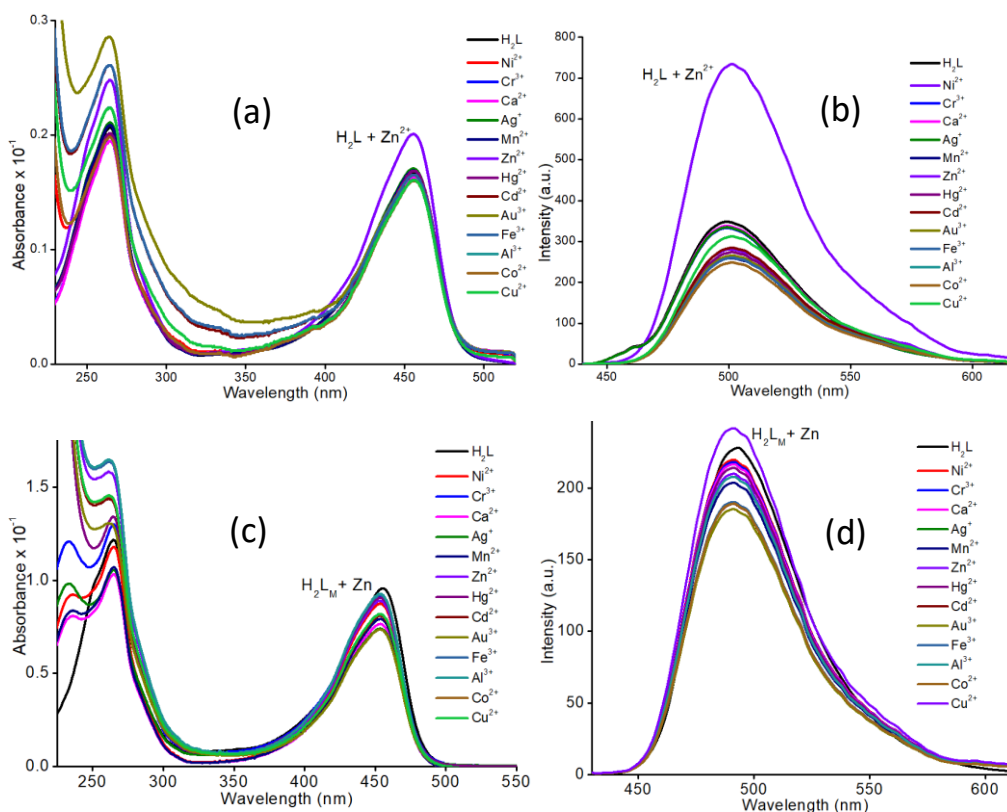 0.3
0.2
0.1
0.0
Absorbance x 10⁻¹
(a)
H₂L + Zn²⁺
H₂L
Ni²⁺
Cr³⁺
Ca²⁺
Ag⁺
Mn²⁺
Zn²⁺
Hg²⁺
Cd²⁺
Au³⁺
Fe³⁺
Al³⁺
Co²⁺
Cu²⁺
250 300 350 400 450 500
Wavelength (nm)
800
700
600
500
400
300
200
100
0
Intensity (a.u.)
H₂L + Zn²⁺
(b)
H₂L
Ni²⁺
Cr³⁺
Ca²⁺
Ag⁺
Mn²⁺
Zn²⁺
Hg²⁺
Cd²⁺
Au³⁺
Fe³⁺
Al³⁺
Co²⁺
Cu²⁺
450 500 550 600
Wavelength (nm)
1.5
1.0
0.5
0.0
Absorbance x 10⁻¹
(c)
H₂L_M + Zn
H₂L
Ni²⁺
Cr³⁺
Ca²⁺
Ag⁺
Mn²⁺
Zn²⁺
Hg²⁺
Cd²⁺
Au³⁺
Fe³⁺
Al³⁺
Co²⁺
Cu²⁺
250 300 350 400 450 500 550
Wavelength (nm)
200
150
100
50
0
Intensity (a.u.)
H₂L_M + Zn
(d)
H₂L
Ni²⁺
Cr³⁺
Ca²⁺
Ag⁺
Mn²⁺
Zn²⁺
Hg²⁺
Cd²⁺
Au³⁺
Fe³⁺
Al³⁺
Co²⁺
Cu²⁺
450 500 550 600
Wavelength (nm)